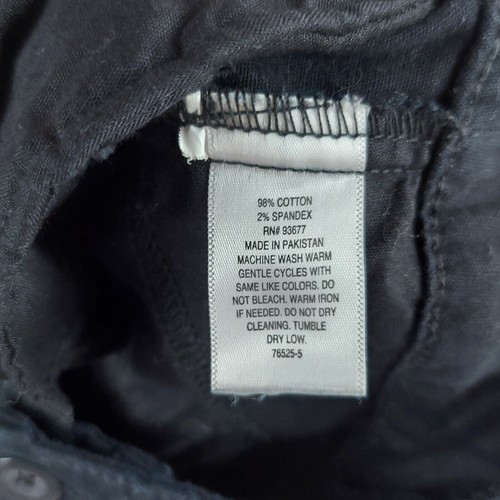 98% COTTON
2% SPANDEX
RN# 93677
MADE IN PAKISTAN
MACHINE WASH WARM
GENTLE CYCLES WITH
SAME LIKE COLORS. DO
NOT BLEACH. WARM IRON
IF NEEDED. DO NOT DRY
CLEANING. TUMBLE
DRY LOW.
76525-5